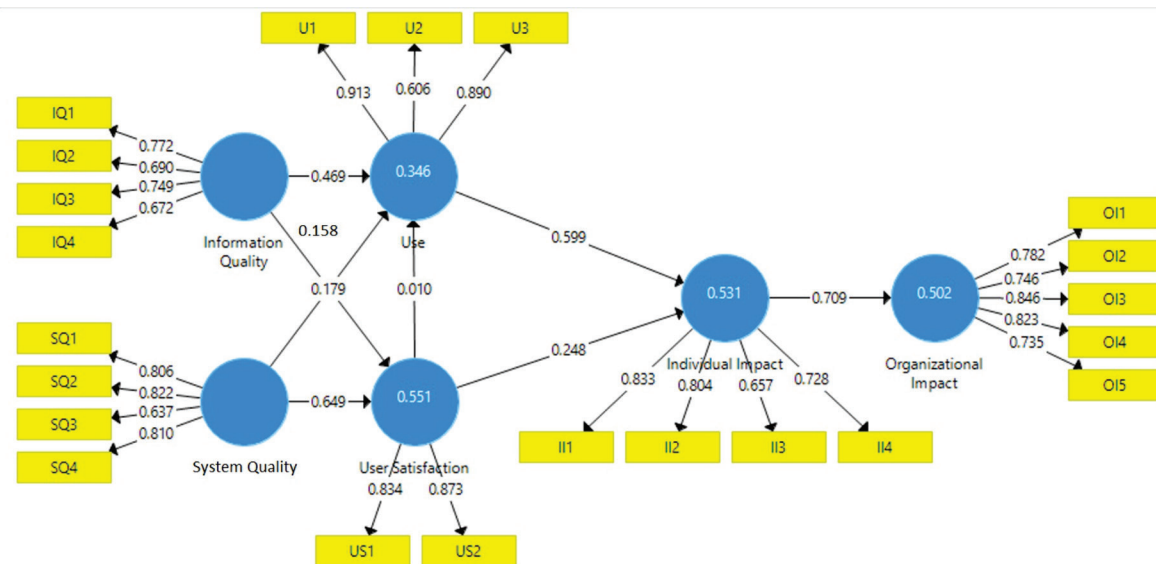 U1
U2
U3
0.913
0.606
0.890
IQ1
IQ2
IQ3
IQ4
0.772
0.690
0.749
0.672
Information
Quality
0.469
0.346
Use
0.158
0.179
0.010
0.599
SQ1
SQ2
SQ3
SQ4
0.806
0.822
0.637
0.810
System Quality
0.649
0.551
User Satisfaction
0.248
0.834
0.873
US1
US2
0.531
Individual Impact
0.833
0.804
0.657
0.728
II1
II2
II3
II4
0.709
0.502
Organizational
Impact
0.782
0.746
0.846
0.823
0.735
OI1
OI2
OI3
OI4
OI5